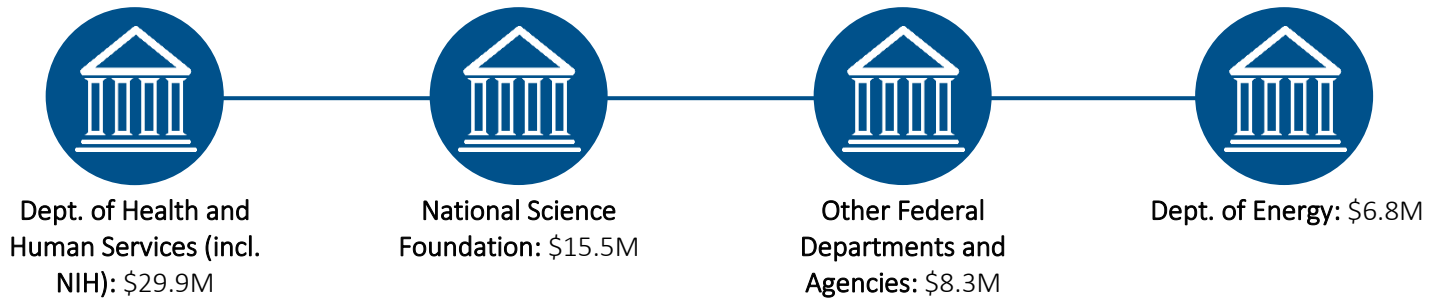 Dept. of Health and
Human Services (incl.
NIH): $29.9M
National Science
Foundation: $15.5M
Other Federal
Departments and
Agencies: $8.3M
Dept. of Energy: $6.8M